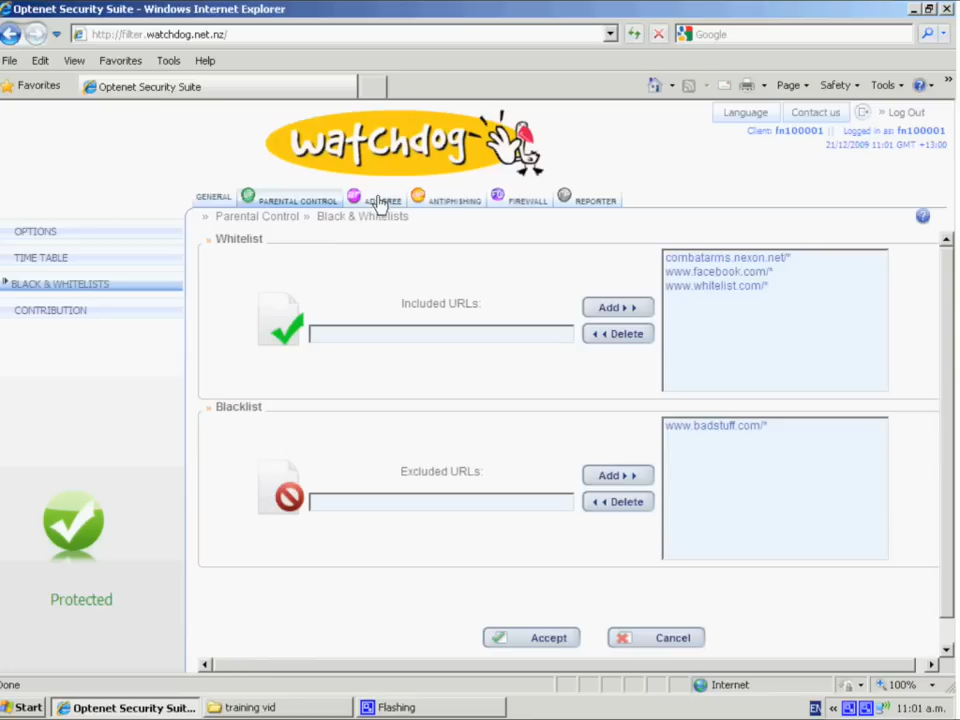 Optenet Security Suite - Windows Internet Explorer
http://filter.watchdog.net.nz/
Google
File Edit View Favorites Tools Help
Favorites Optenet Security Suite Page Safety Tools
Language Contact us » Log Out
watchdog
Client: fn100001 || Logged in as: fn100001
21/12/2009 11:01 GMT +13:00
GENERAL PARENTAL CONTROL ANTIPHISHING FIREWALL REPORTER
» Parental Control » Black & Whitelists
OPTIONS
TIME TABLE
BLACK & WHITELISTS
CONTRIBUTION
» Whitelist
Included URLs:
Add
Delete
combatarms.nexon.net/*
www.facebook.com/*
www.whitelist.com/*
» Blacklist
Excluded URLs:
Add
Delete
www.badstuff.com/*
Protected
Accept Cancel
Done Internet 100%
Start Optenet Security Suit... training vid Flashing EN « 11:01 a.m.